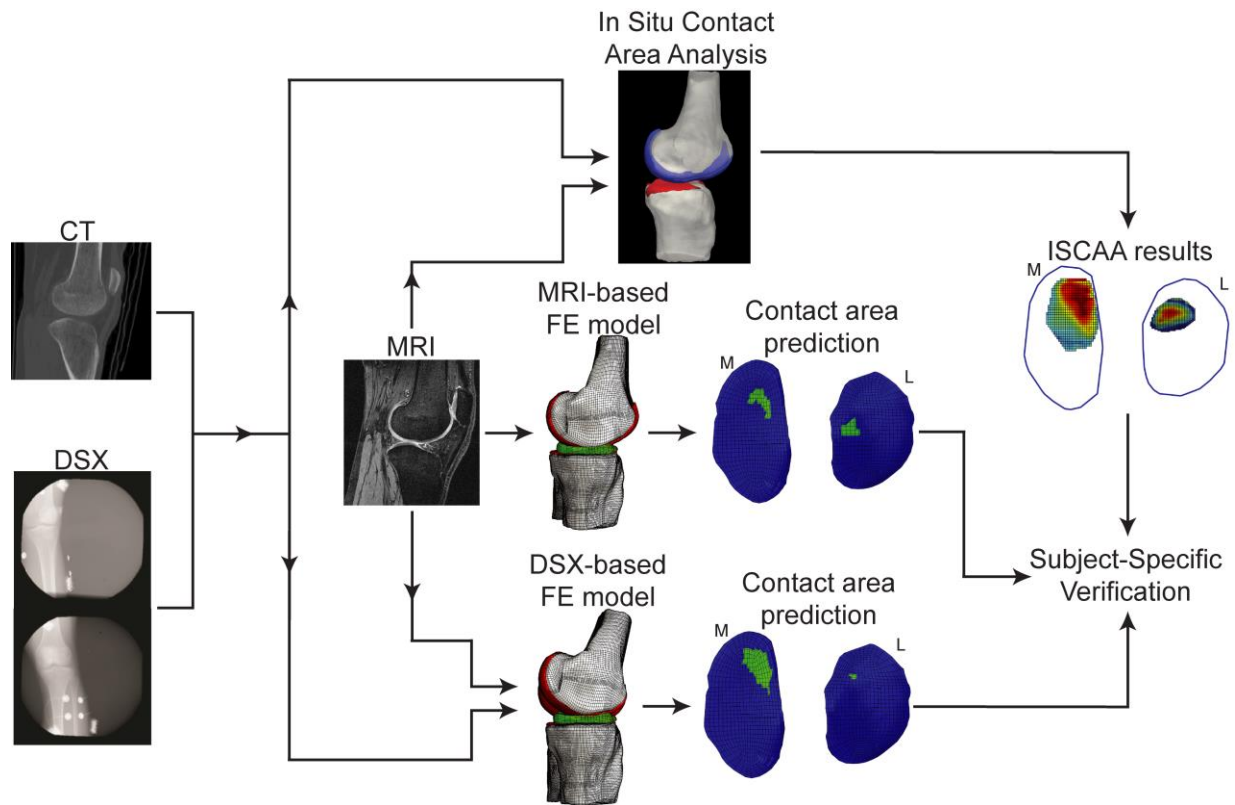 In Situ Contact
Area Analysis
CT
ISCAA results
M
L
MRI-based
FE model
Contact area
prediction
MRI
M
L
DSX
DSX-based
FE model
Contact area
prediction
M
L
Subject-Specific
Verification